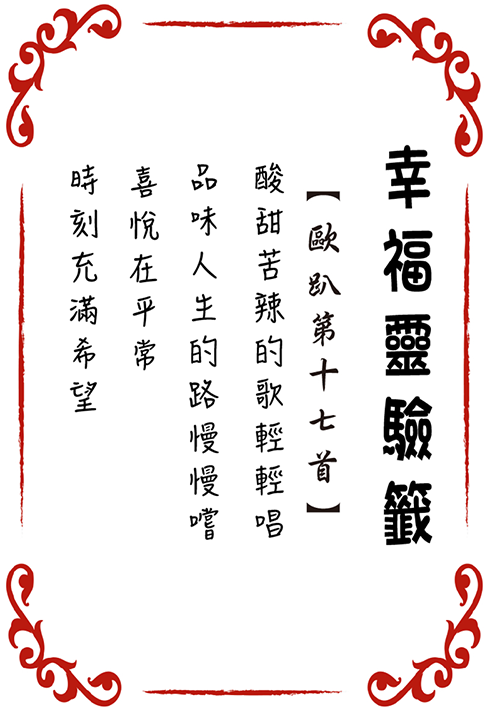 幸福靈驗籤
【歐趴第十七首】
酸甜苦辣的歌輕輕唱
品味人生的路慢慢嚐
喜悅在平常
時刻充滿希望